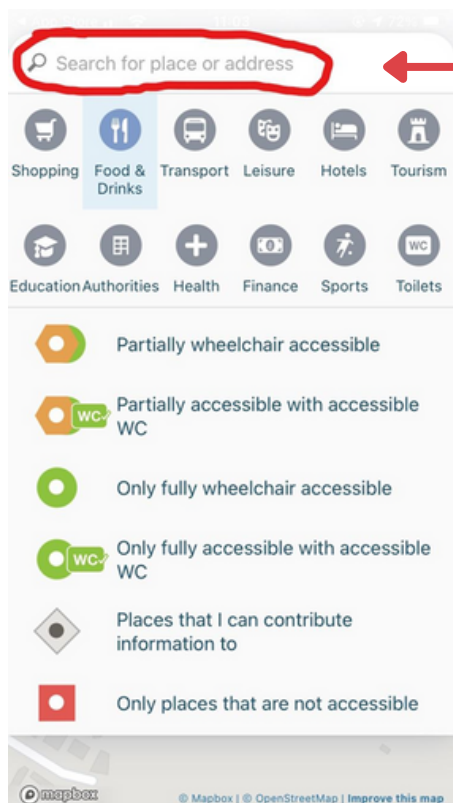 Search for place or address
Shopping Food & Drinks Transport Leisure Hotels Tourism
Education Authorities Health Finance Sports Toilets
WC
Partially wheelchair accessible
WC
Partially accessible with accessible
WC
Only fully wheelchair accessible
WC
Only fully accessible with accessible
WC
Places that I can contribute
information to
Only places that are not accessible
mapbox
© Mapbox | © OpenStreetMap | Improve this map